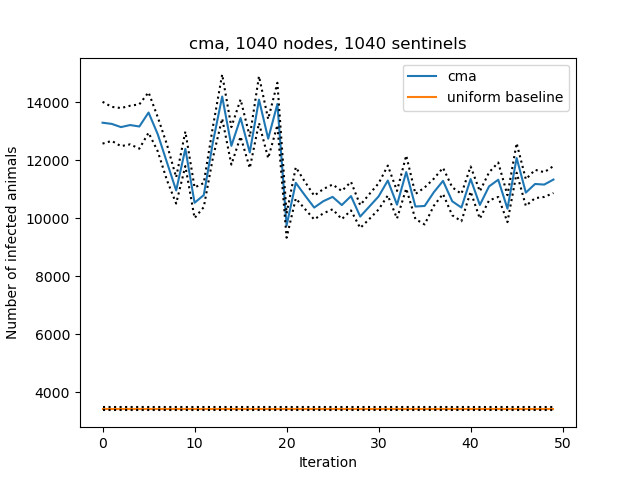 cma, 1040 nodes, 1040 sentinels
cma
uniform baseline
Number of infected animals
14000
12000
10000
8000
6000
4000
0
10
20
30
40
50
Iteration